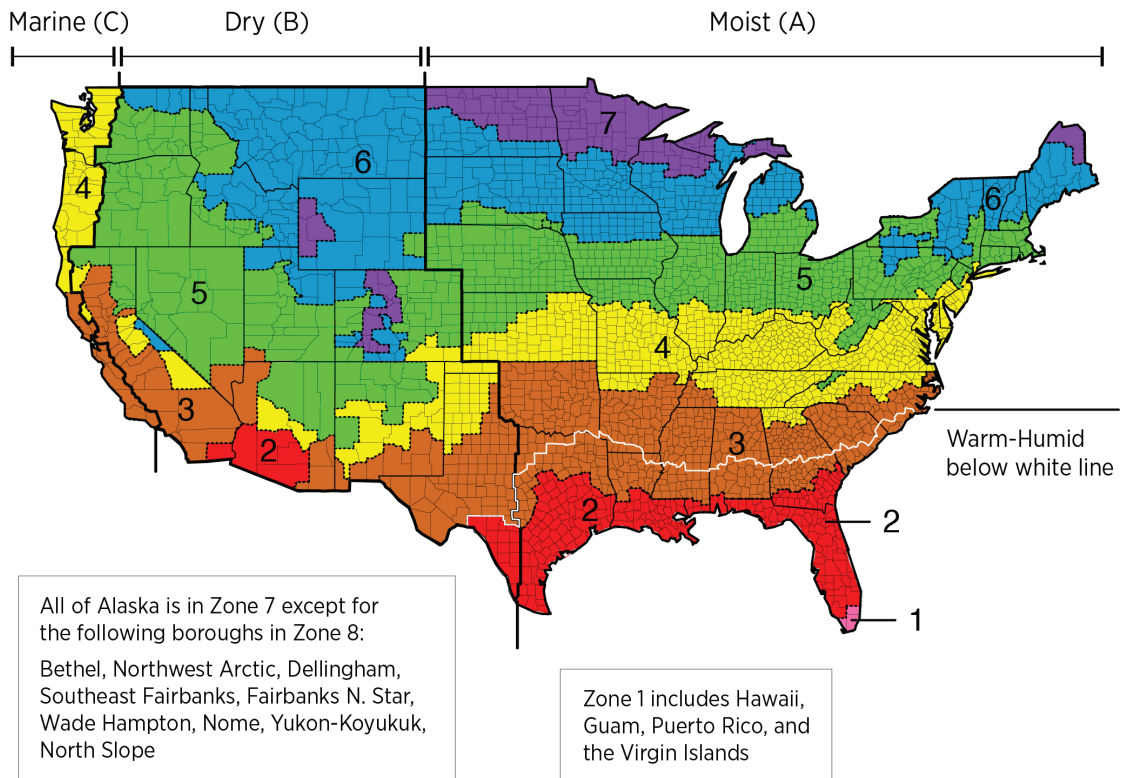 Marine (C)
Dry (B)
Moist (A)
7
6
4
6
5
5
4
3
3
2
Warm-Humid
below white line
2
2
1
All of Alaska is in Zone 7 except for
the following boroughs in Zone 8:
Bethel, Northwest Arctic, Dellingham,
Southeast Fairbanks, Fairbanks N. Star,
Wade Hampton, Nome, Yukon-Koyukuk,
North Slope
Zone 1 includes Hawaii,
Guam, Puerto Rico, and
the Virgin Islands